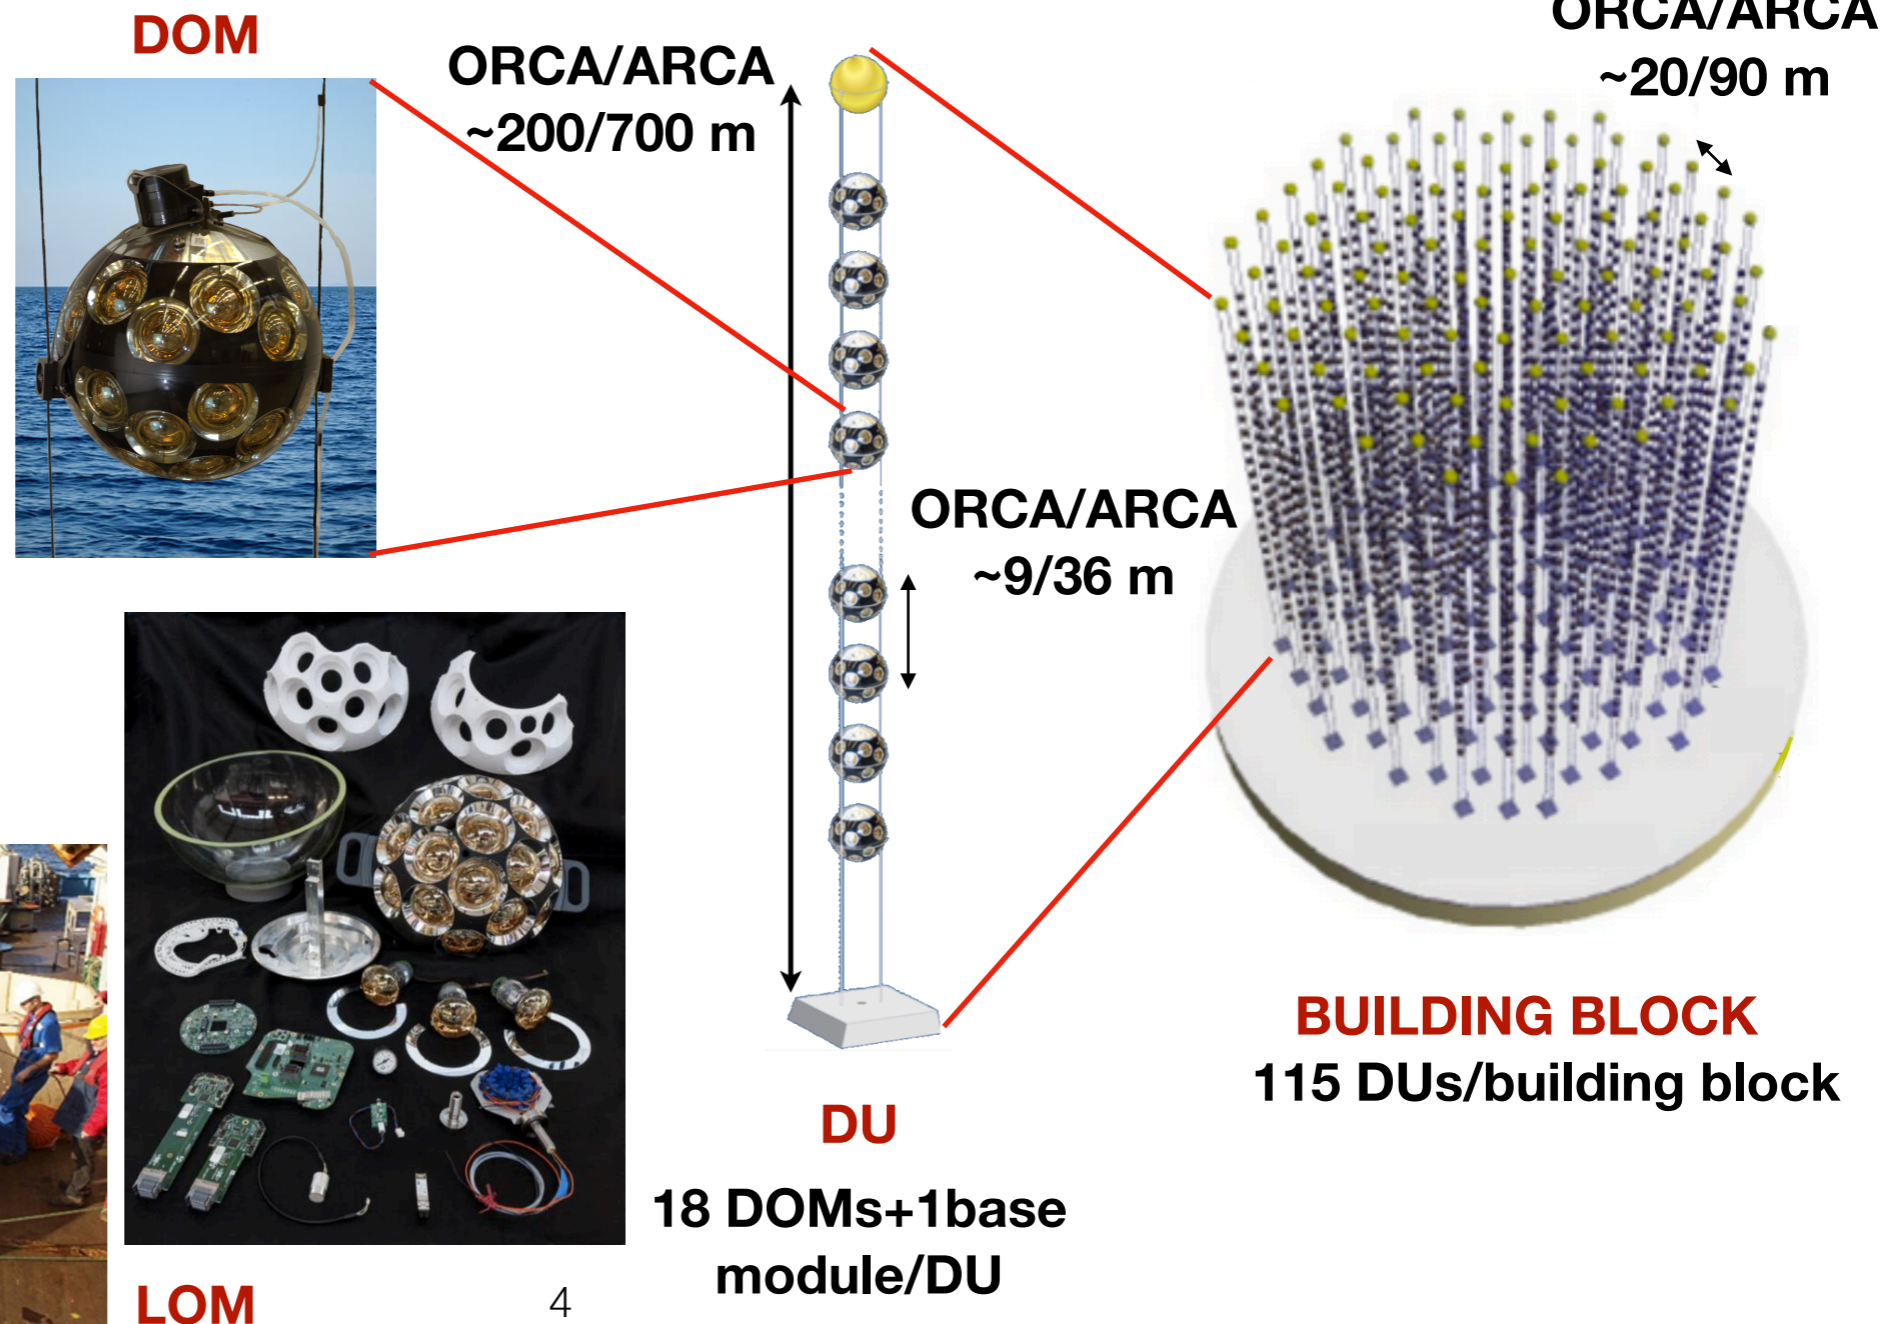 DOM
ORCA/ARCA
~200/700 m
ORCA/ARCA
~20/90 m
ORCA/ARCA
~9/36 m
BUILDING BLOCK
115 DUs/building block
DU
18 DOMs+1base
module/DU
LOM
4